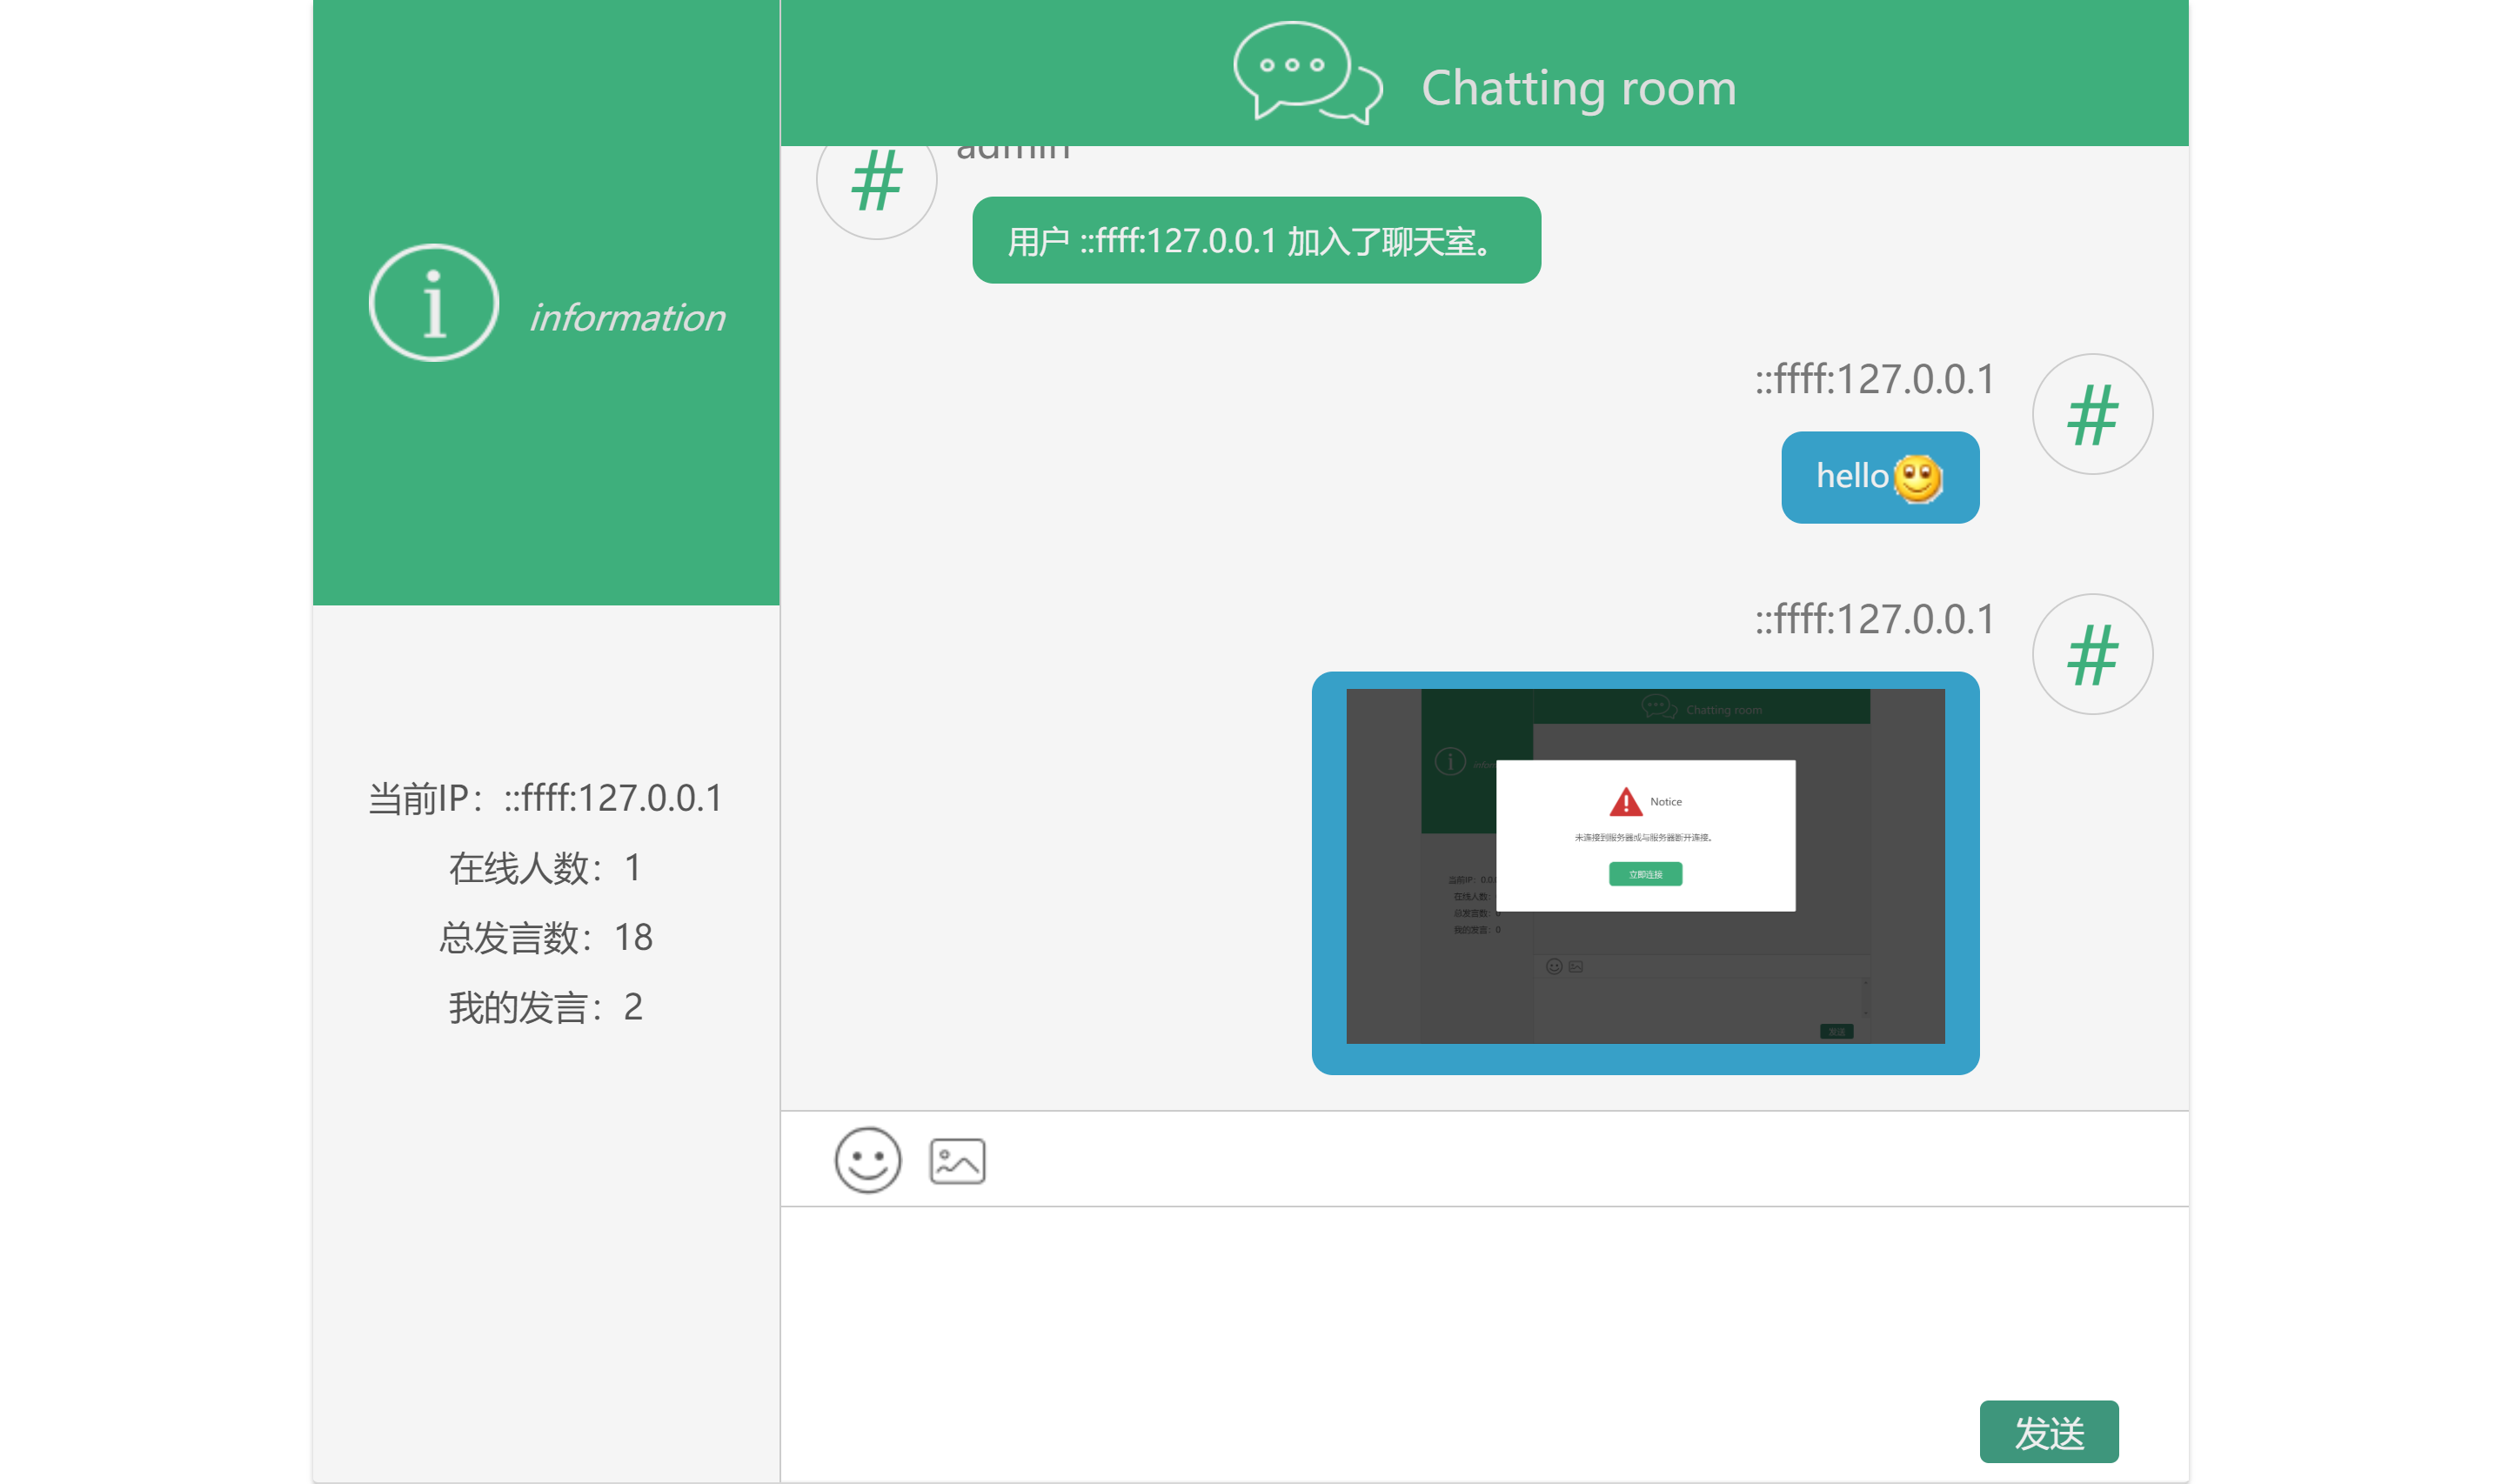 information
当前IP：::ffff:127.0.0.1
在线人数：1
总发言数：18
我的发言：2
Chatting room
admin
#
用户 ::ffff:127.0.0.1 加入了聊天室。
::ffff:127.0.0.1
#
hello
::ffff:127.0.0.1
#
Chatting room
Notice
未连接到服务器或与服务器断开连接。
立即连接
当前IP：0.0.
在线人数：
总发言数：0
我的发言：0
发送
发送